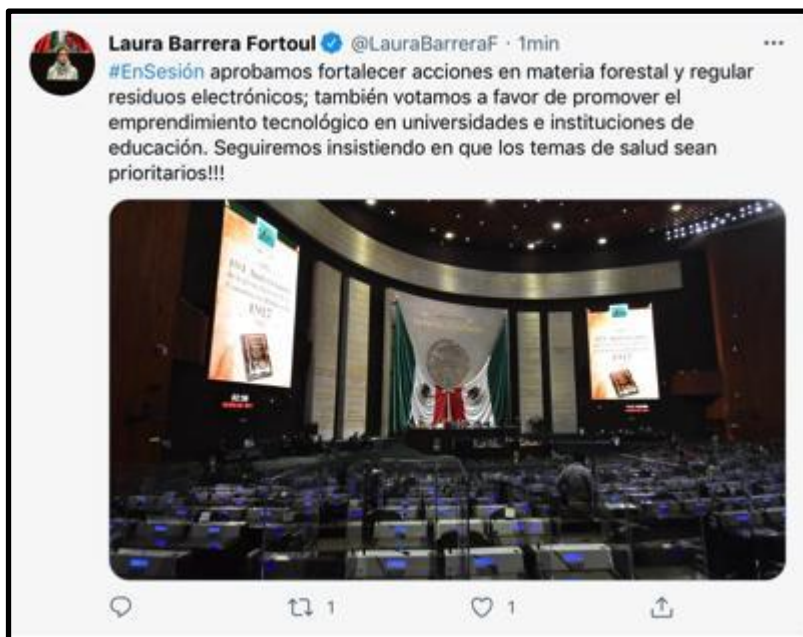 Laura Barrera Fortoul @LauraBarreraF · 1min
#EnSesión aprobamos fortalecer acciones en materia forestal y regular
residuos electrónicos; también votamos a favor de promover el
emprendimiento tecnológico en universidades e instituciones de
educación. Seguiremos insistiendo en que los temas de salud sean
prioritarios!!!
1917
1917
1
1